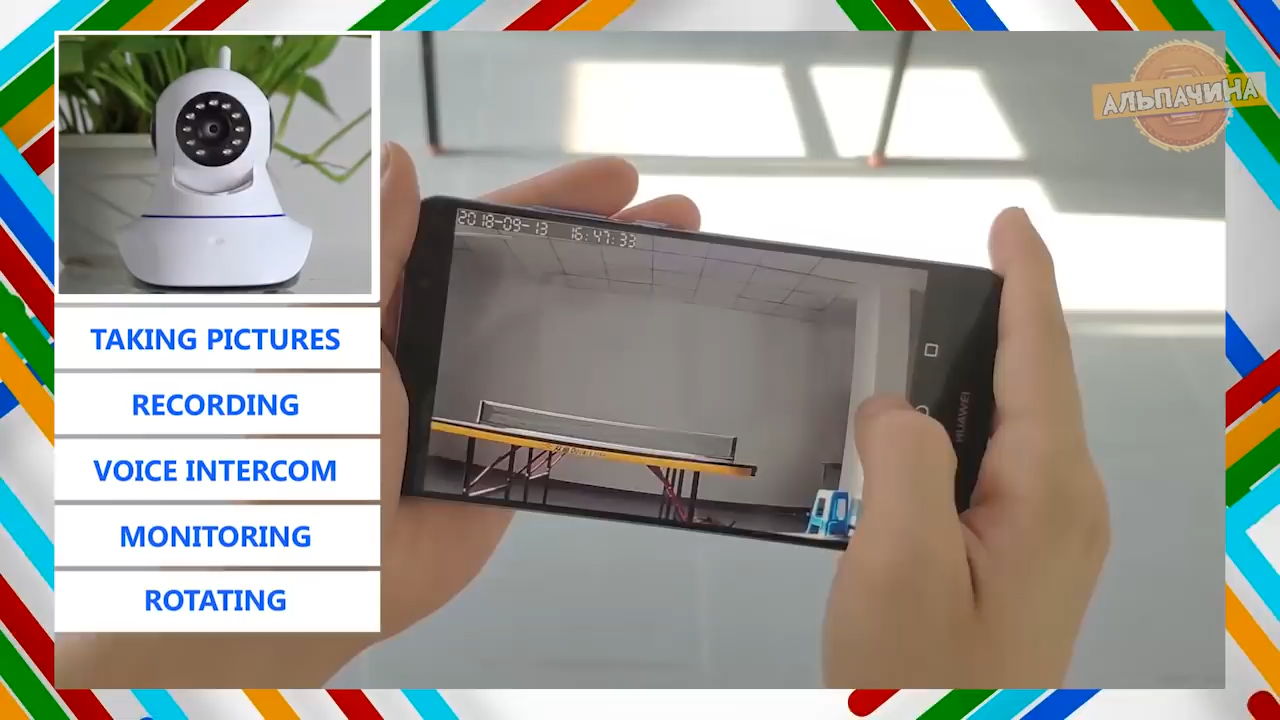 АЛЬПАЧИНА
2018-09-13 16:47:33
TAKING PICTURES
RECORDING
VOICE INTERCOM
MONITORING
ROTATING
HUAWEI